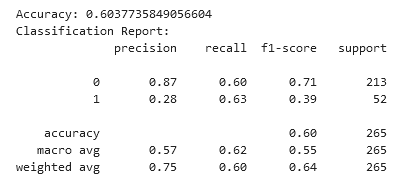 Accuracy: 0.6037735849056604
Classification Report:
precision recall f1-score support
0 0.87 0.60 0.71 213
1 0.28 0.63 0.39 52
accuracy 0.60 265
macro avg 0.57 0.62 0.55 265
weighted avg 0.75 0.60 0.64 265